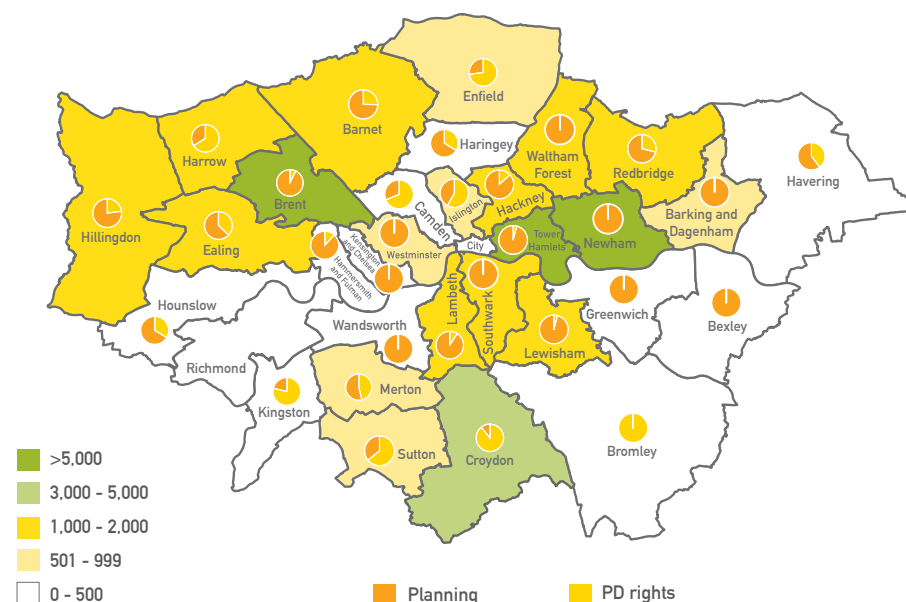 Enfield
Barnet
Haringey
Harrow
Waltham
Forest
Redbridge
Havering
Brent
Camden
Islington
Hackney
Barking and
Dagenham
Hillingdon
Ealing
Kensington
and Chelsea
Hammersmith
and Fulman
Westminster
City
Tower
Hamlets
Newham
Hounslow
Wandsworth
Lambeth
Southwark
Greenwich
Bexley
Lewisham
Richmond
Kingston
Merton
Sutton
Croydon
Bromley
>5,000
3,000 - 5,000
1,000 - 2,000
501 - 999
0 - 500
Planning
PD rights